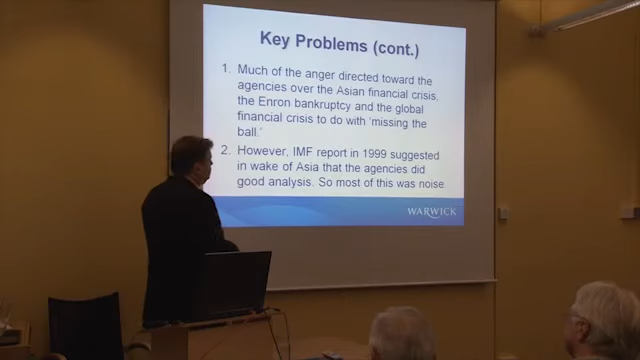 Key Problems (cont.)
1. Much of the anger directed toward the
agencies over the Asian financial crisis,
the Enron bankruptcy and the global
financial crisis to do with 'missing the
ball.'
2. However, IMF report in 1999 suggested
in wake of Asia that the agencies did
good analysis. So most of this was noise.
WARWICK